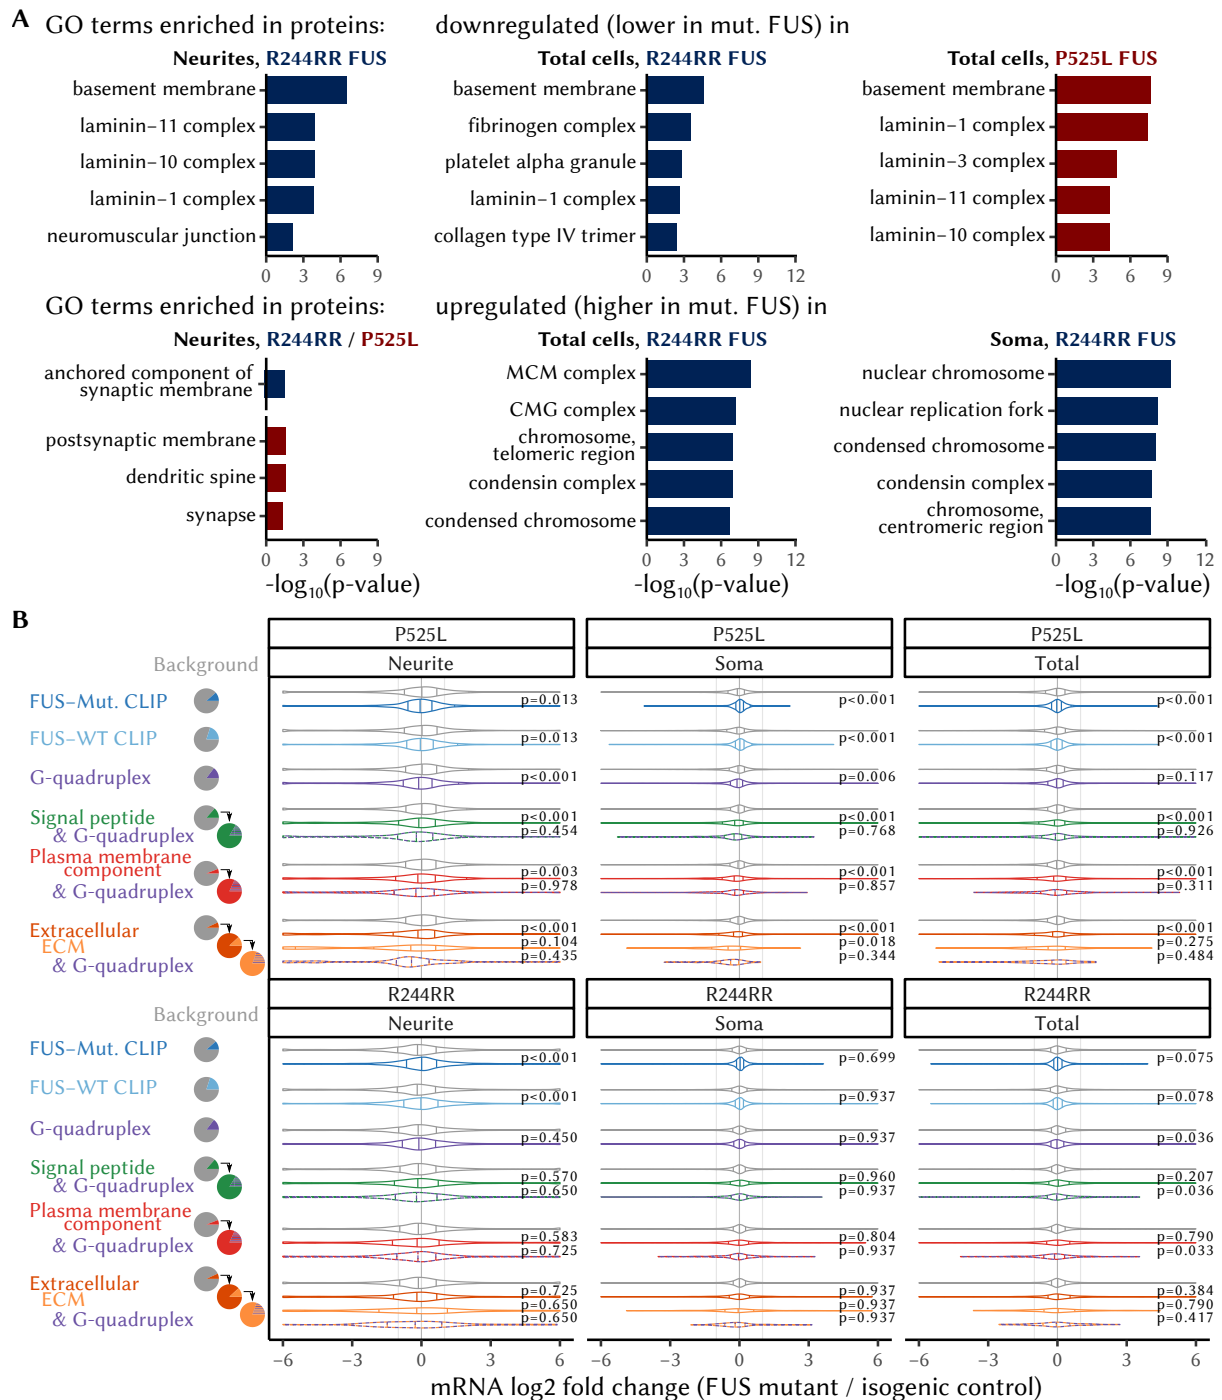 A GO terms enriched in proteins: downregulated (lower in mut. FUS) in
Neurites, R244RR FUS
basement membrane
laminin–11 complex
laminin–10 complex
laminin–1 complex
neuromuscular junction
0 3 6 9
Total cells, R244RR FUS
basement membrane
fibrinogen complex
platelet alpha granule
laminin–1 complex
collagen type IV trimer
0 3 6 9 12
Total cells, P525L FUS
basement membrane
laminin–1 complex
laminin–3 complex
laminin–11 complex
laminin–10 complex
0 3 6 9
GO terms enriched in proteins: upregulated (higher in mut. FUS) in
Neurites, R244RR / P525L
anchored component of
synaptic membrane
postsynaptic membrane
dendritic spine
synapse
0 3 6 9
-log10(p-value)
Total cells, R244RR FUS
MCM complex
CMG complex
chromosome,
telomeric region
condensin complex
condensed chromosome
0 3 6 9 12
-log10(p-value)
Soma, R244RR FUS
nuclear chromosome
nuclear replication fork
condensed chromosome
condensin complex
chromosome,
centromeric region
0 3 6 9 12
-log10(p-value)
B
P525L P525L P525L
Background Neurite Soma Total
FUS–Mut. CLIP p=0.013 p<0.001 p<0.001
FUS–WT CLIP p=0.013 p<0.001 p<0.001
G-quadruplex p<0.001 p=0.006 p=0.117
Signal peptide p<0.001 p<0.001 p<0.001
& G-quadruplex p=0.454 p=0.768 p=0.926
Plasma membrane
component p=0.003 p<0.001 p<0.001
& G-quadruplex p=0.978 p=0.857 p=0.311
Extracellular p<0.001 p<0.001 p<0.001
ECM p=0.104 p=0.018 p=0.275
& G-quadruplex p=0.435 p=0.344 p=0.484
R244RR R244RR R244RR
Background Neurite Soma Total
FUS–Mut. CLIP p<0.001 p=0.699 p=0.075
FUS–WT CLIP p<0.001 p=0.937 p=0.078
G-quadruplex p=0.450 p=0.937 p=0.036
Signal peptide p=0.570 p=0.960 p=0.207
& G-quadruplex p=0.650 p=0.937 p=0.036
Plasma membrane
component p=0.583 p=0.804 p=0.790
& G-quadruplex p=0.725 p=0.937 p=0.033
Extracellular p=0.725 p=0.937 p=0.384
ECM p=0.650 p=0.937 p=0.790
& G-quadruplex p=0.650 p=0.937 p=0.417
−6 −3 0 3 6 −6 −3 0 3 6 −6 −3 0 3 6
mRNA log2 fold change (FUS mutant / isogenic control)